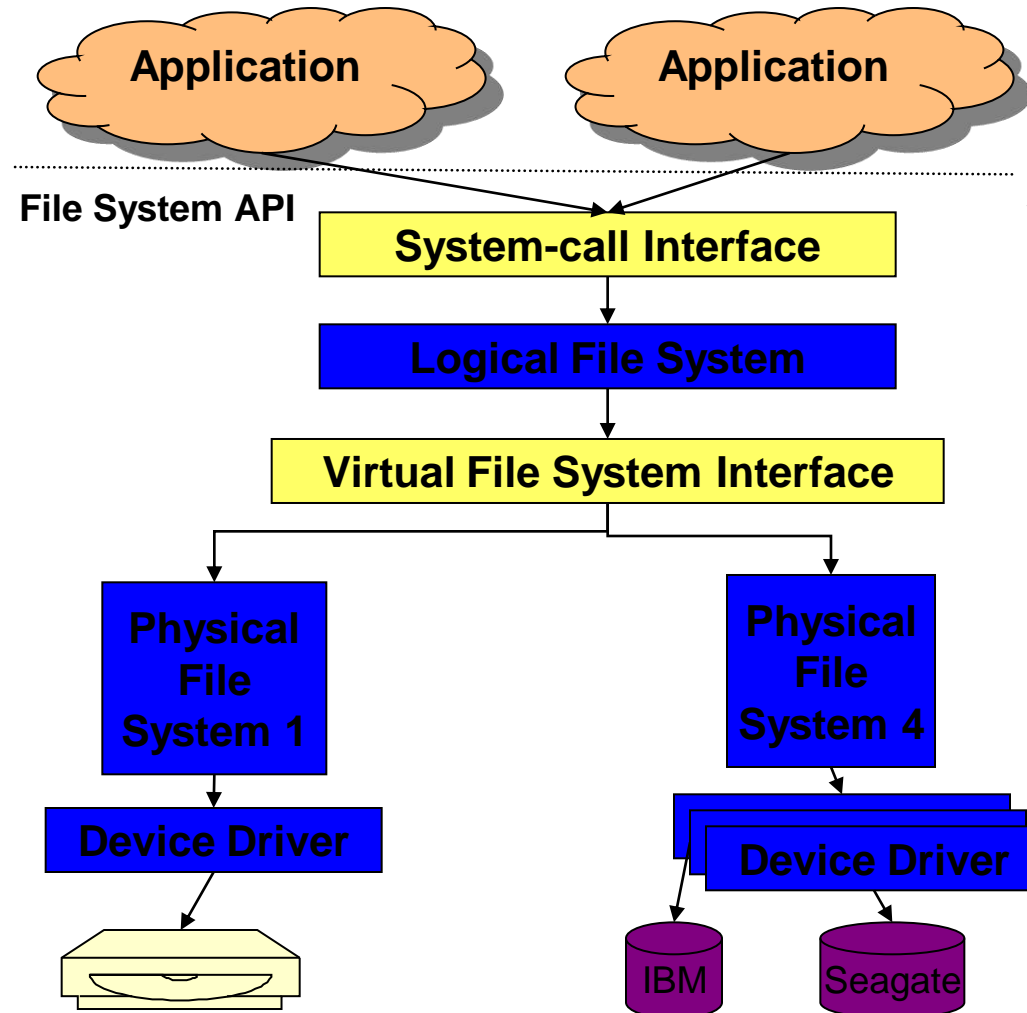 Application
Application
File System API
System-call Interface
Logical File System
Virtual File System Interface
Physical
File
System 1
Physical
File
System 4
Device Driver
Device Driver
IBM
Seagate